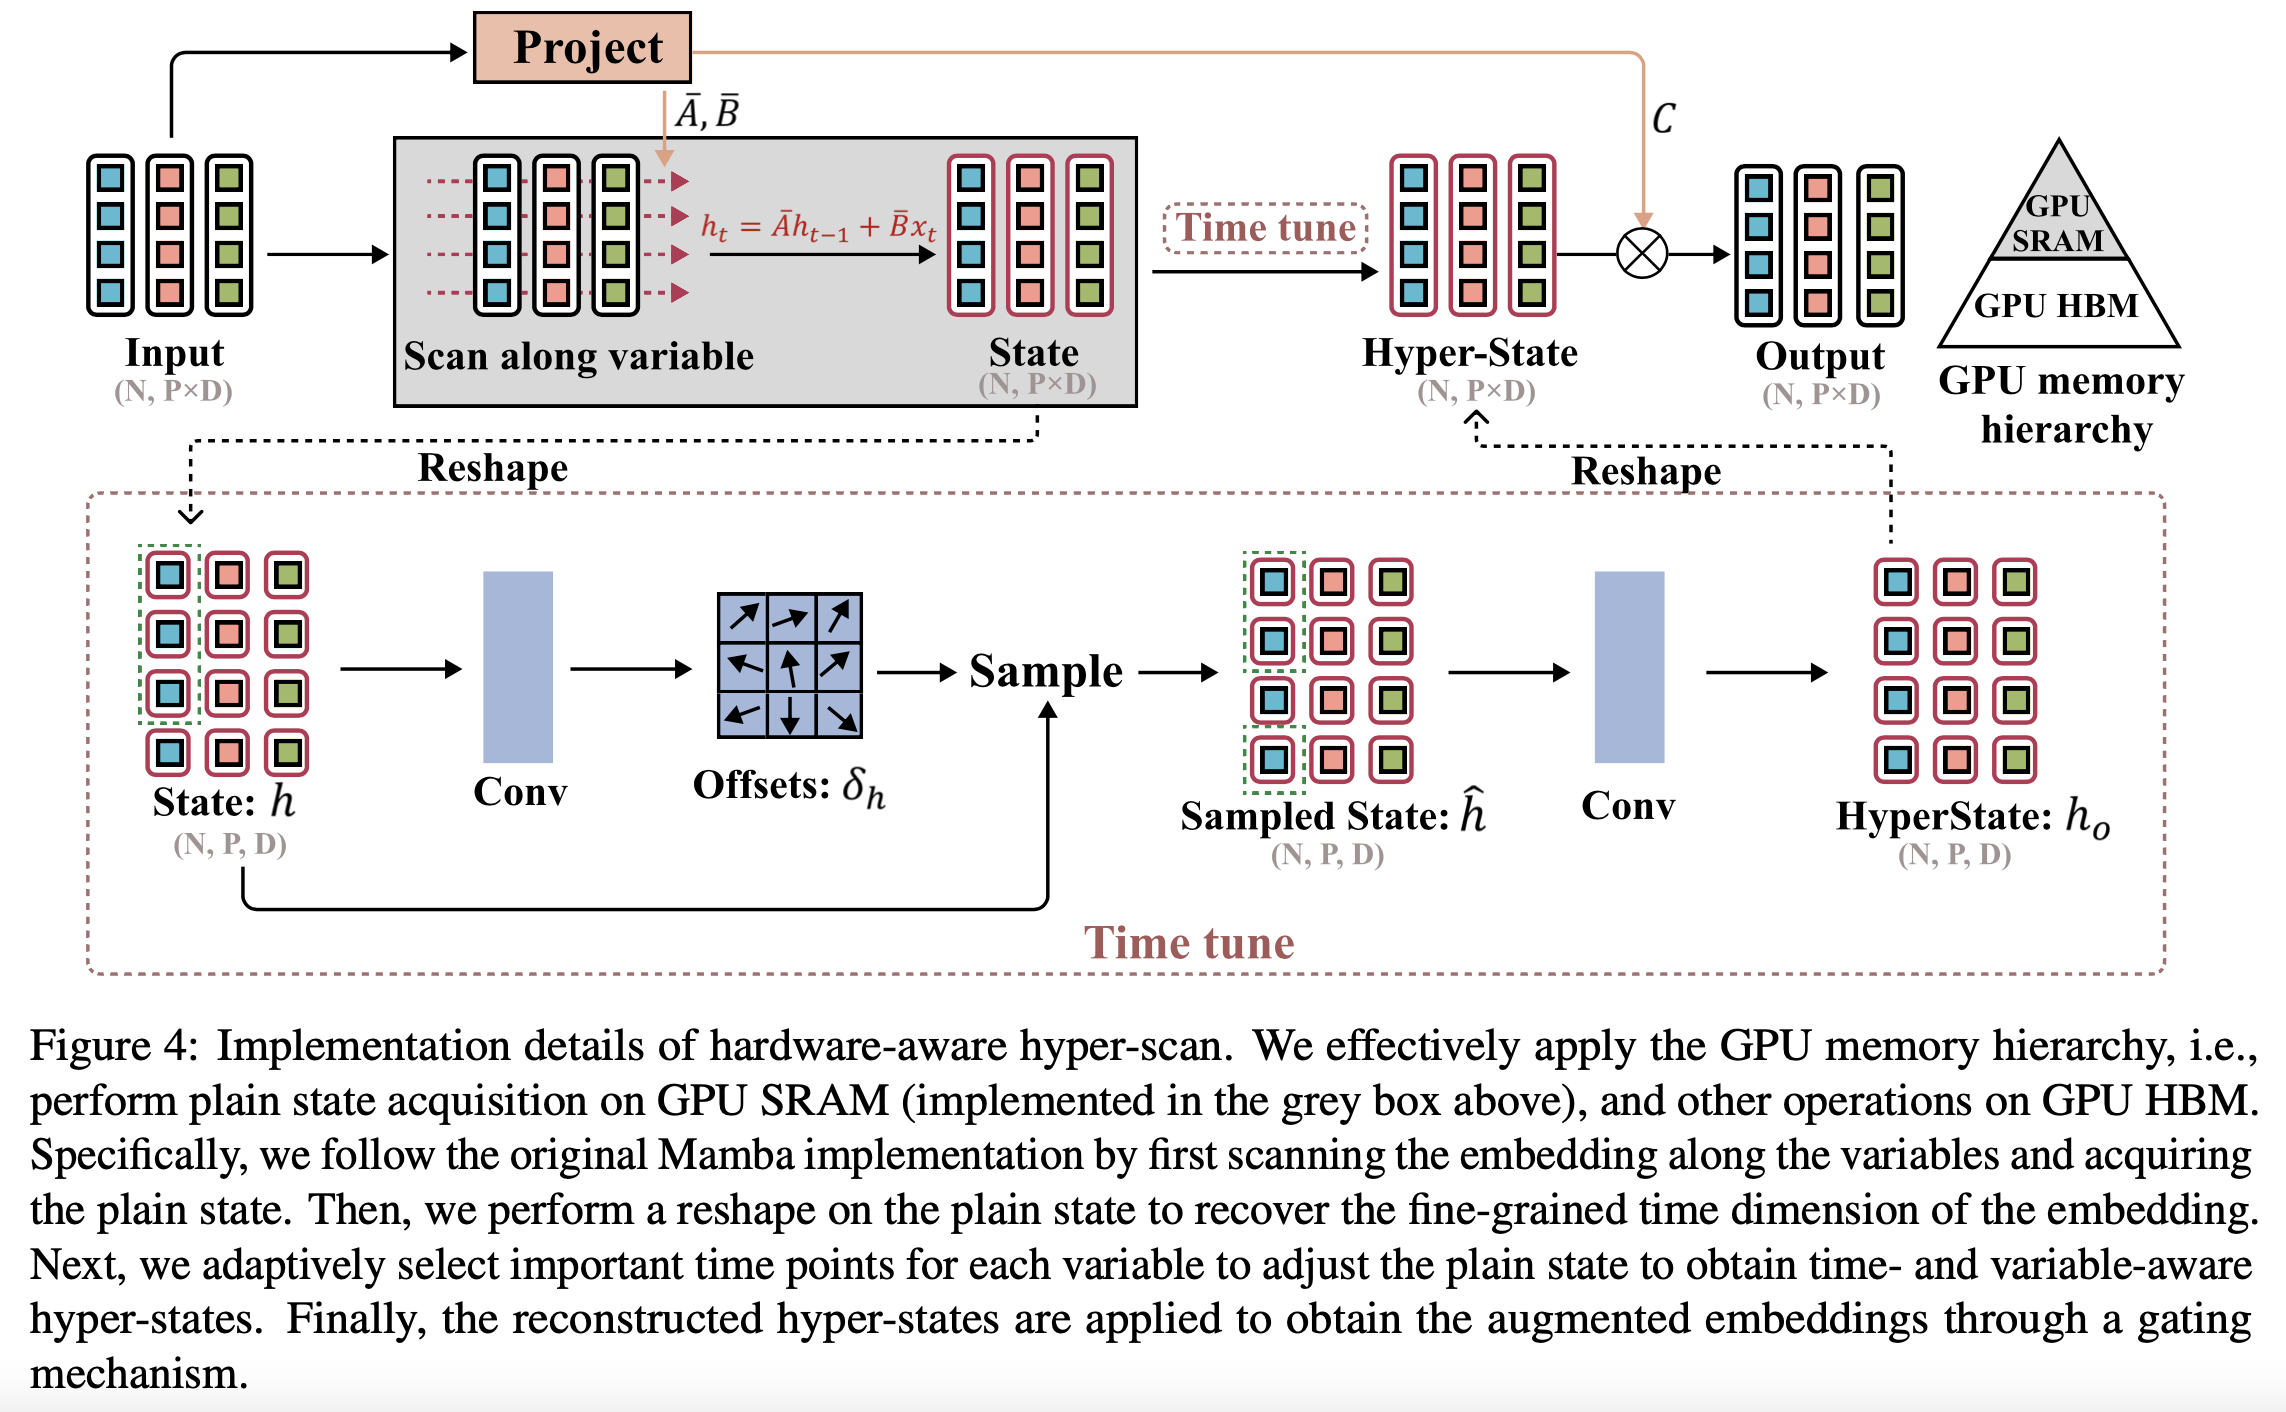 Project
Ā, B̄
C
h_t = Āh_{t−1} + B̄x_t
Time tune
GPU
SRAM
GPU HBM
Input
(N, P×D)
Scan along variable
State
(N, P×D)
Hyper-State
(N, P×D)
Output
(N, P×D)
GPU memory
hierarchy
Reshape
Reshape
Sample
State: h
(N, P, D)
Conv
Offsets: δ_h
Sampled State: ĥ
(N, P, D)
Conv
HyperState: h_o
(N, P, D)
Time tune
Figure 4: Implementation details of hardware-aware hyper-scan. We effectively apply the GPU memory hierarchy, i.e.,
perform plain state acquisition on GPU SRAM (implemented in the grey box above), and other operations on GPU HBM.
Specifically, we follow the original Mamba implementation by first scanning the embedding along the variables and acquiring
the plain state. Then, we perform a reshape on the plain state to recover the fine-grained time dimension of the embedding.
Next, we adaptively select important time points for each variable to adjust the plain state to obtain time- and variable-aware
hyper-states. Finally, the reconstructed hyper-states are applied to obtain the augmented embeddings through a gating
mechanism.